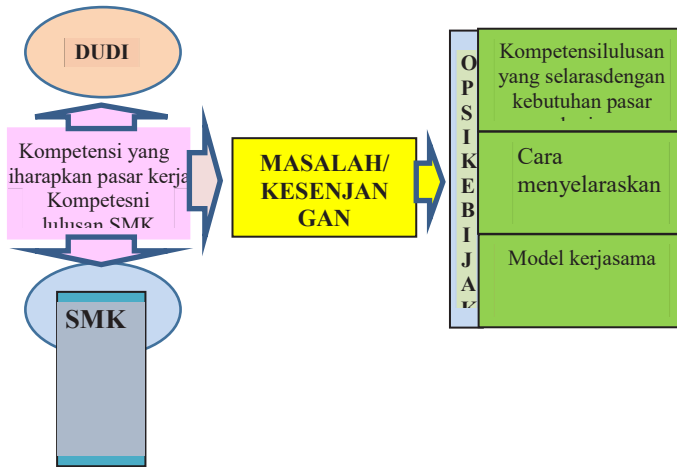 DUDI
Kompetensi yang
iharapkan pasar kerja
Kompetesni
lulusan SMK
SMK
MASALAH/
KESENJAN
GAN
O
P
S
I
K
E
B
I
J
A
K
Kompetensilulusan
yang selarasdengan
kebutuhan pasar
Cara
menyelaraskan
Model kerjasama